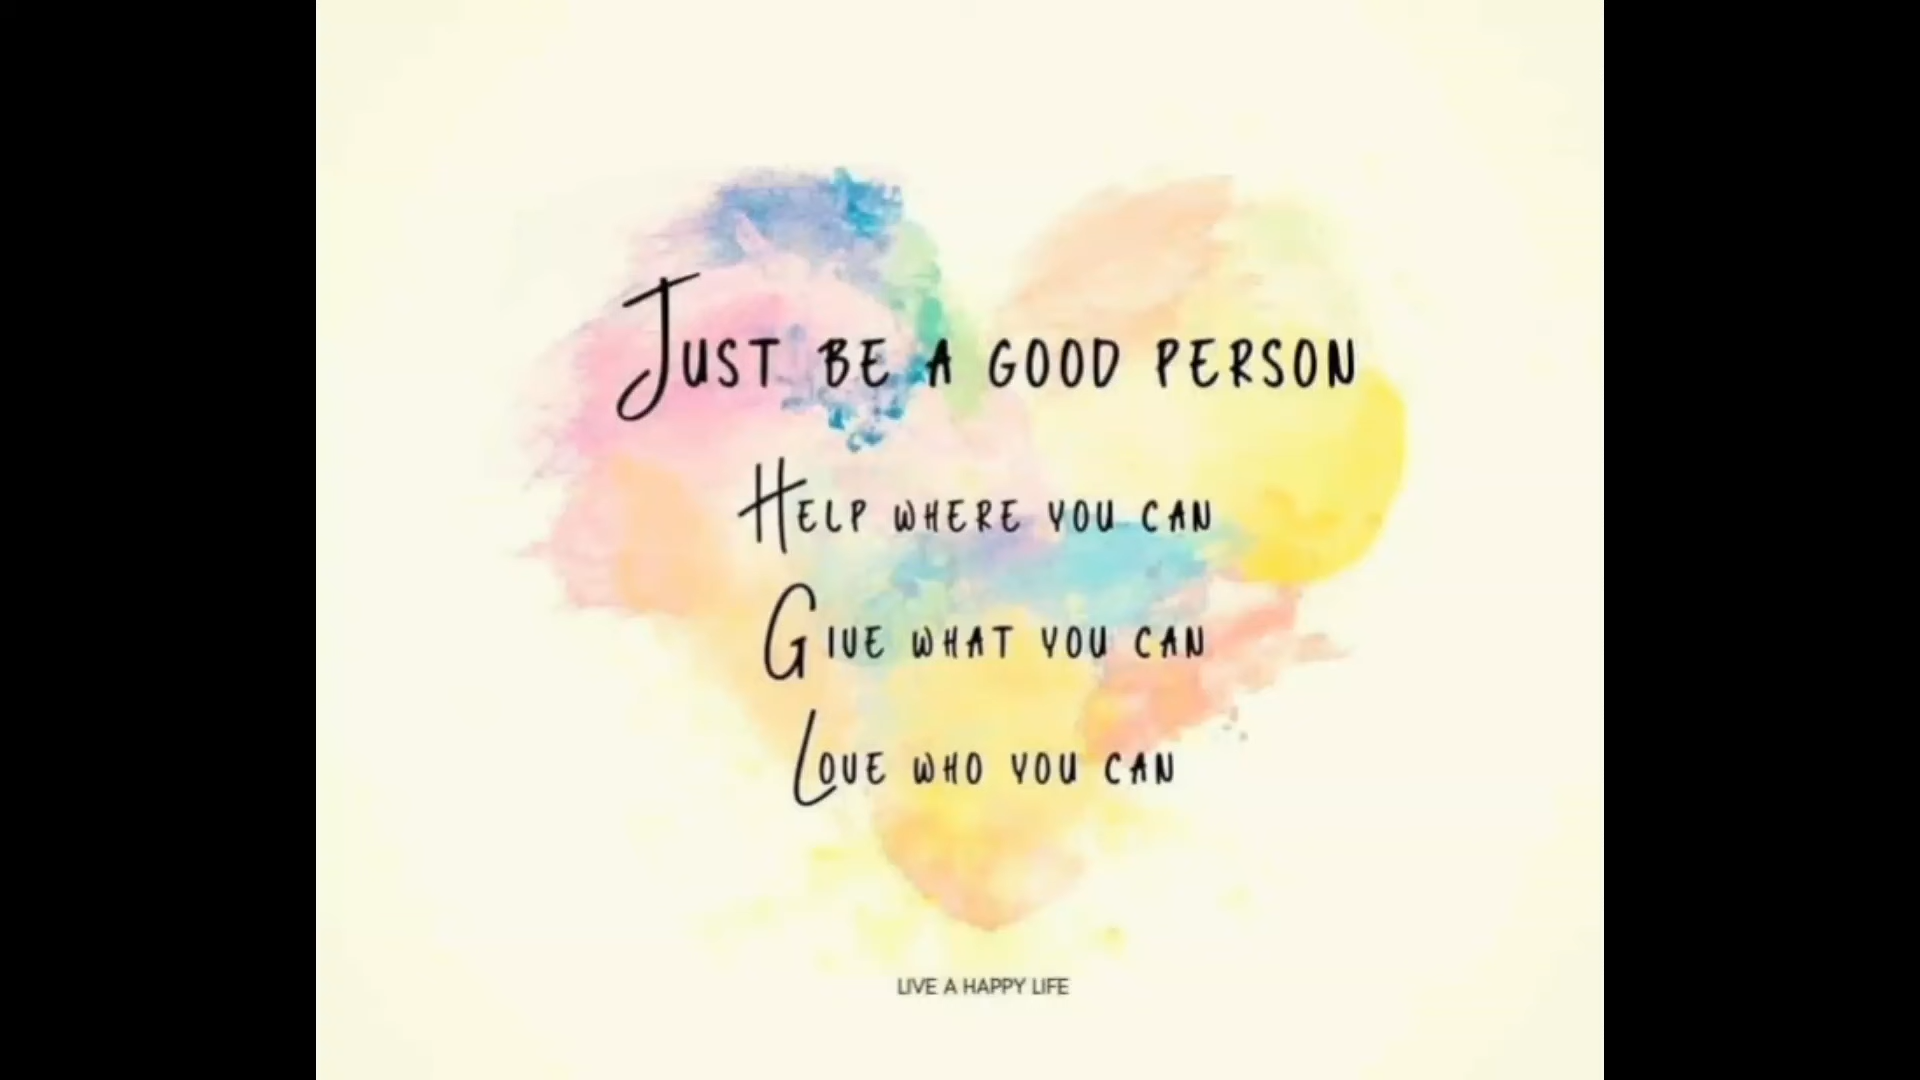 JUST BE A GOOD PERSON
HELP WHERE YOU CAN
GIVE WHAT YOU CAN
LOVE WHO YOU CAN
LIVE A HAPPY LIFE